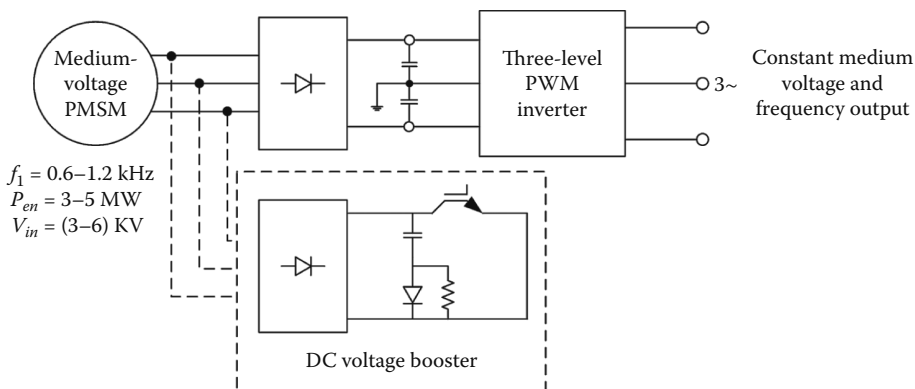 Medium-
voltage
PMSM
Three-level
PWM
inverter
3~
Constant medium
voltage and
frequency output
f₁ = 0.6–1.2 kHz
Pₑₙ = 3–5 MW
Vᵢₙ = (3–6) KV
DC voltage booster